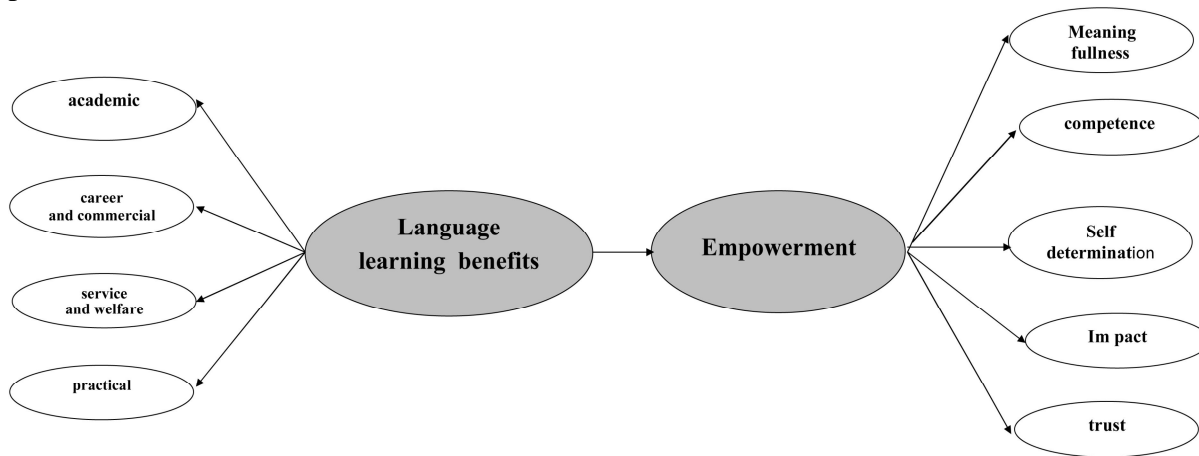 academic
career
and commercial
service
and welfare
practical
Language
learning benefits
Empowerment
Meaning
fullness
competence
Self
determination
Im pact
trust